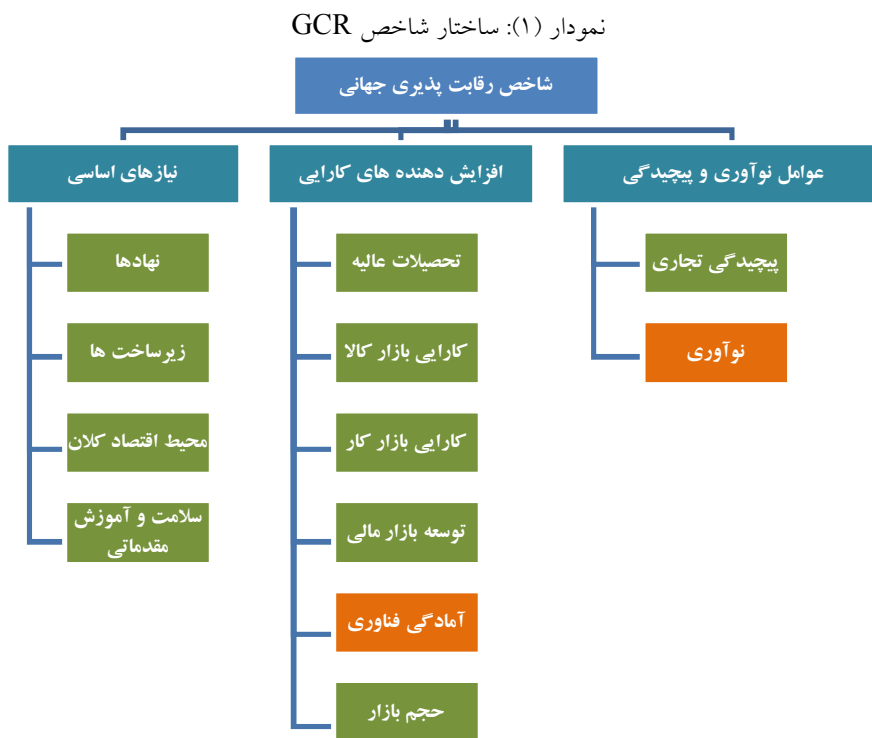 نمودار (۱): ساختار شاخص GCR
شاخص رقابت پذیری جهانی
عوامل نوآوری و پیچیدگی
پیچیدگی تجاری
نوآوری
افزایش دهنده های کارایی
تحصیلات عالیه
کارایی بازار کالا
کارایی بازار کار
توسعه بازار مالی
آمادگی فناوری
حجم بازار
نیازهای اساسی
نهادها
زیرساخت ها
محیط اقتصاد کلان
سلامت و آموزش
مقدماتی